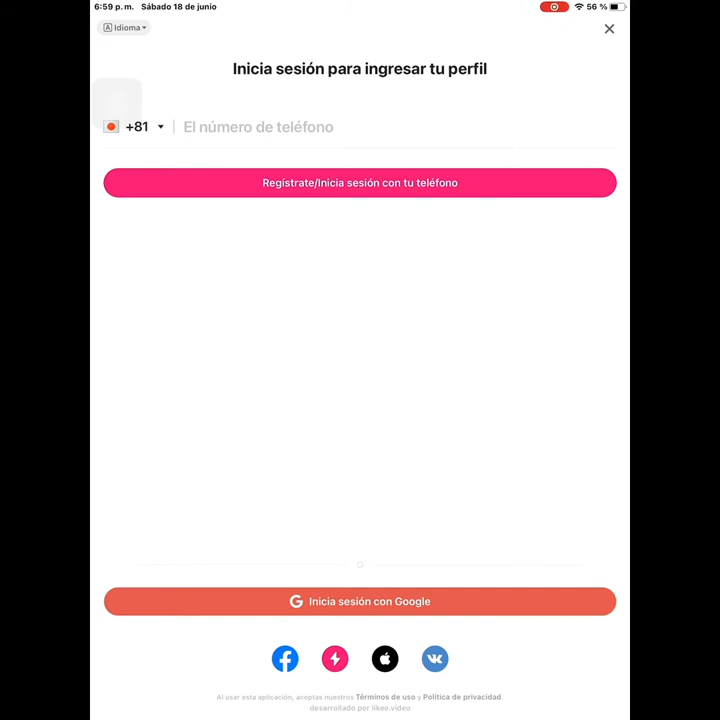 6:59 p. m. Sábado 18 de junio
56 %
A Idioma
Inicia sesión para ingresar tu perfil
+81 El número de teléfono
Regístrate/Inicia sesión con tu teléfono
O
G Inicia sesión con Google
Al usar esta aplicación, aceptas nuestros Términos de uso y Política de privacidad.
desarrollado por likee.video